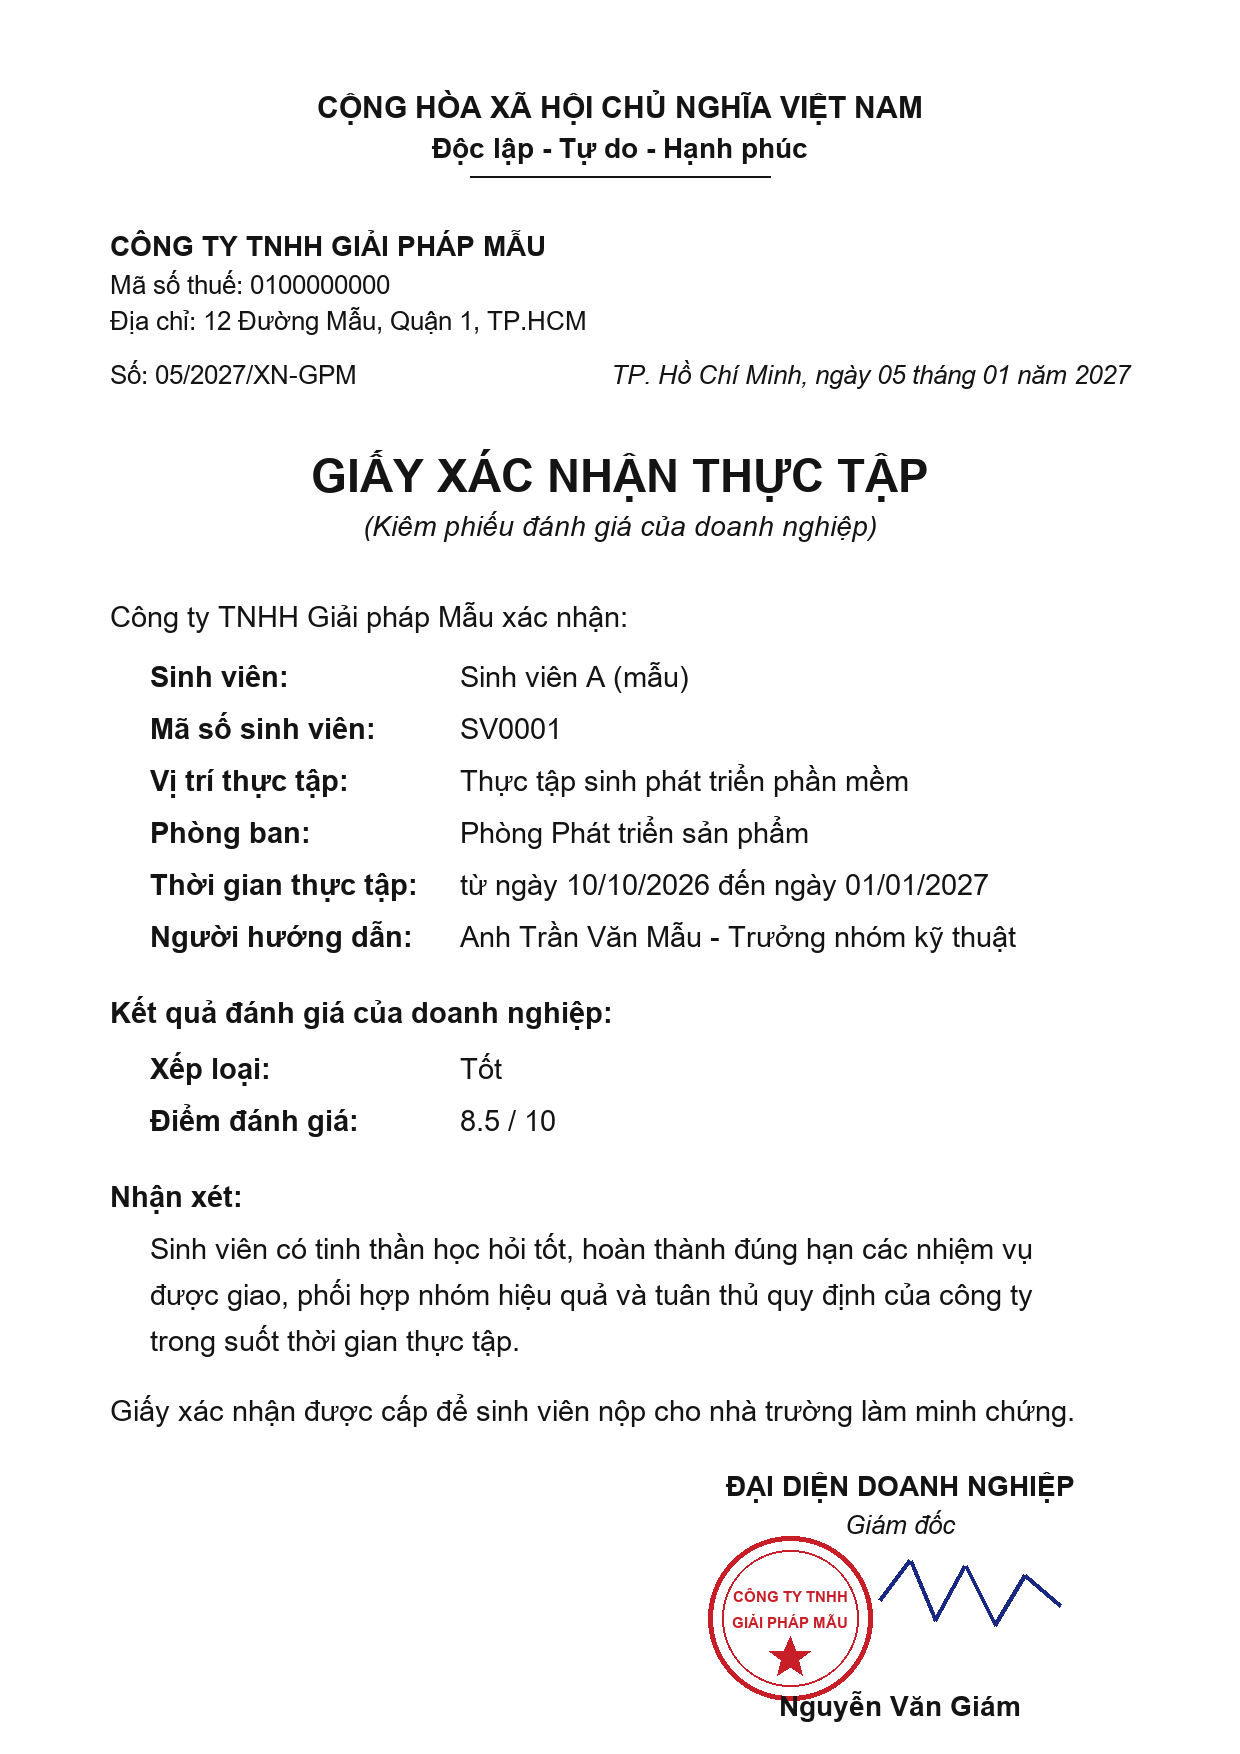 CỘNG HÒA XÃ HỘI CHỦ NGHĨA VIỆT NAM
Độc lập - Tự do - Hạnh phúc
CÔNG TY TNHH GIẢI PHÁP MẪU
Mã số thuế: 0100000000
Địa chỉ: 12 Đường Mẫu, Quận 1, TP.HCM
Số: 05/2027/XN-GPM TP. Hồ Chí Minh, ngày 05 tháng 01 năm 2027
GIẤY XÁC NHẬN THỰC TẬP
(Kiêm phiếu đánh giá của doanh nghiệp)
Công ty TNHH Giải pháp Mẫu xác nhận:
Sinh viên: Sinh viên A (mẫu)
Mã số sinh viên: SV0001
Vị trí thực tập: Thực tập sinh phát triển phần mềm
Phòng ban: Phòng Phát triển sản phẩm
Thời gian thực tập: từ ngày 10/10/2026 đến ngày 01/01/2027
Người hướng dẫn: Anh Trần Văn Mẫu - Trưởng nhóm kỹ thuật
Kết quả đánh giá của doanh nghiệp:
Xếp loại: Tốt
Điểm đánh giá: 8.5 / 10
Nhận xét:
Sinh viên có tinh thần học hỏi tốt, hoàn thành đúng hạn các nhiệm vụ
được giao, phối hợp nhóm hiệu quả và tuân thủ quy định của công ty
trong suốt thời gian thực tập.
Giấy xác nhận được cấp để sinh viên nộp cho nhà trường làm minh chứng.
ĐẠI DIỆN DOANH NGHIỆP
Giám đốc
CÔNG TY TNHH
GIẢI PHÁP MẪU
Nguyễn Văn Giám